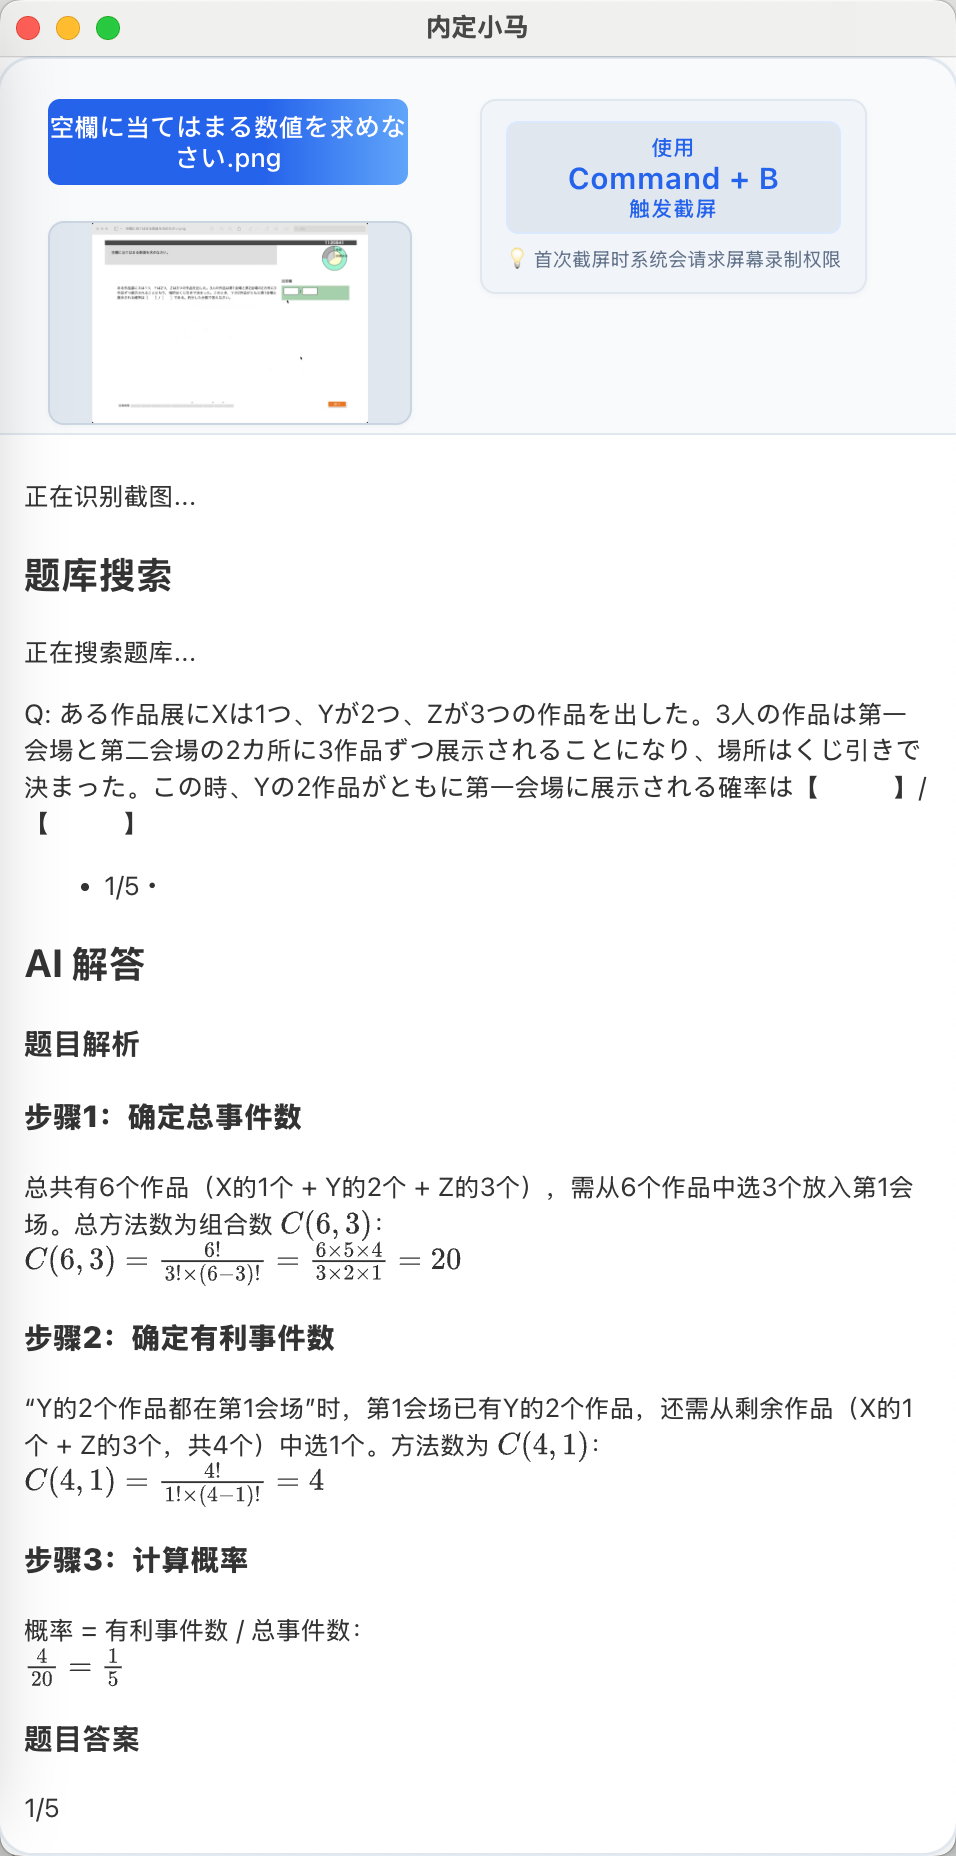 内定小马
空欄に当てはまる数値を求めな
さい.png
使用
Command + B
触发截屏
💡 首次截屏时系统会请求屏幕录制权限
正在识别截图...
题库搜索
正在搜索题库...
Q: ある作品展にXは1つ、Yが2つ、Zが3つの作品を出した。3人の作品は第一
会場と第二会場の2カ所に3作品ずつ展示されることになり、場所はくじ引きで
決まった。この時、Yの2作品がともに第一会場に展示される確率は【　　　】/
【　　　】
• 1/5・
AI 解答
题目解析
步骤1：确定总事件数
总共有6个作品（X的1个 + Y的2个 + Z的3个），需从6个作品中选3个放入第1会
场。总方法数为组合数 C(6,3)：
C(6,3) = 6!/(3!×(6−3)!) = (6×5×4)/(3×2×1) = 20
步骤2：确定有利事件数
“Y的2个作品都在第1会场”时，第1会场已有Y的2个作品，还需从剩余作品（X的1
个 + Z的3个，共4个）中选1个。方法数为 C(4,1)：
C(4,1) = 4!/(1!×(4−1)!) = 4
步骤3：计算概率
概率 = 有利事件数 / 总事件数：
4/20 = 1/5
题目答案
1/5